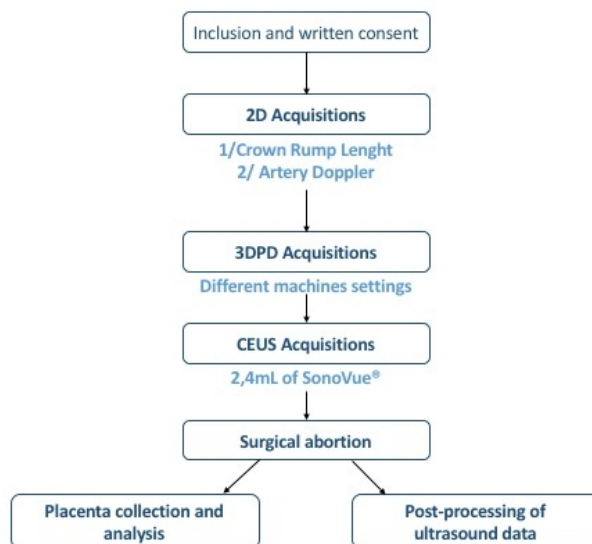 Inclusion and written consent
2D Acquisitions
1/Crown Rump Lenght
2/ Artery Doppler
3DPD Acquisitions
Different machines settings
CEUS Acquisitions
2,4mL of SonoVue®
Surgical abortion
Placenta collection and
analysis
Post-processing of
ultrasound data